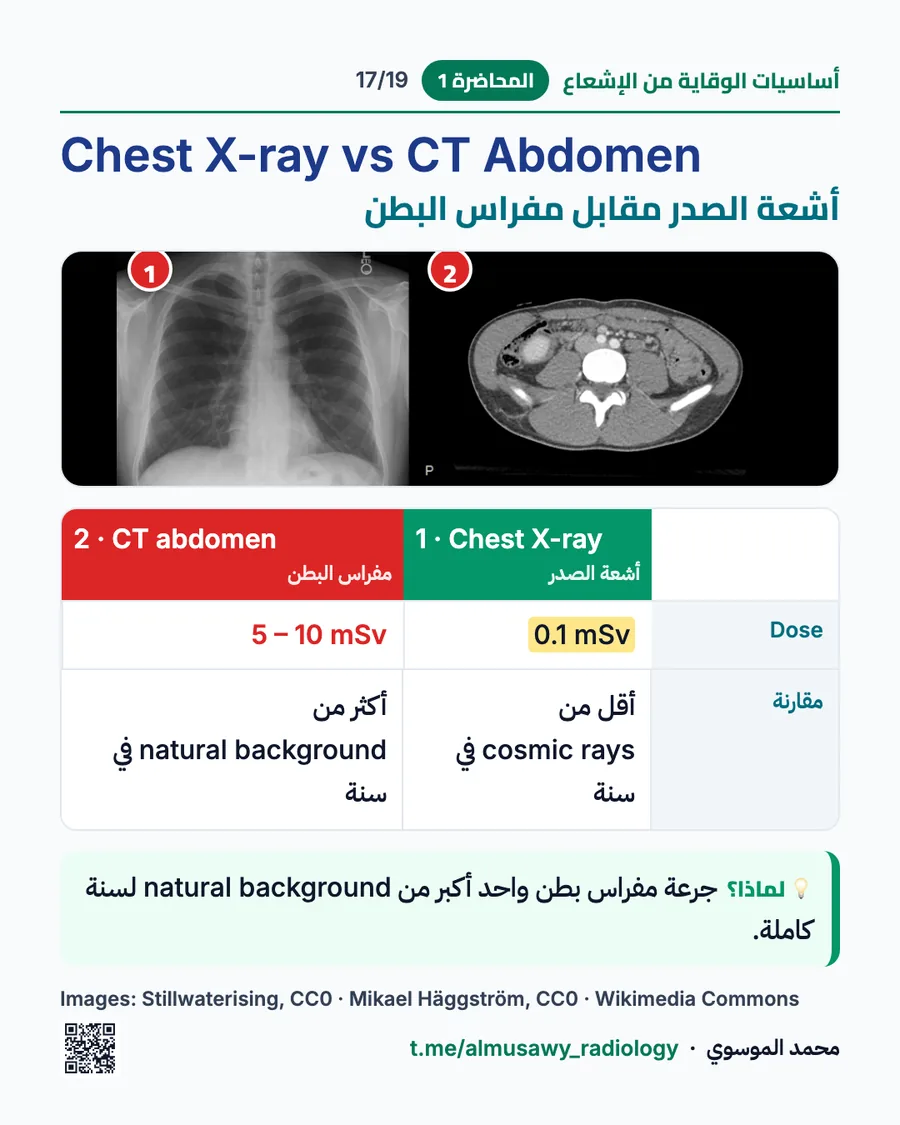 أساسيات الوقاية من الإشعاع المحاضرة 1 17/19
Chest X-ray vs CT Abdomen
أشعة الصدر مقابل مفراس البطن
1
2
P
1 · Chest X-ray
أشعة الصدر
2 · CT abdomen
مفراس البطن
Dose
0.1 mSv
5 – 10 mSv
مقارنة
أقل من
cosmic rays في
سنة
أكثر من
natural background في
سنة
لماذا؟ جرعة مفراس بطن واحد أكبر من natural background لسنة
كاملة.
Images: Stillwaterising, CC0 · Mikael Häggström, CC0 · Wikimedia Commons
محمد الموسوي · t.me/almusawy_radiology